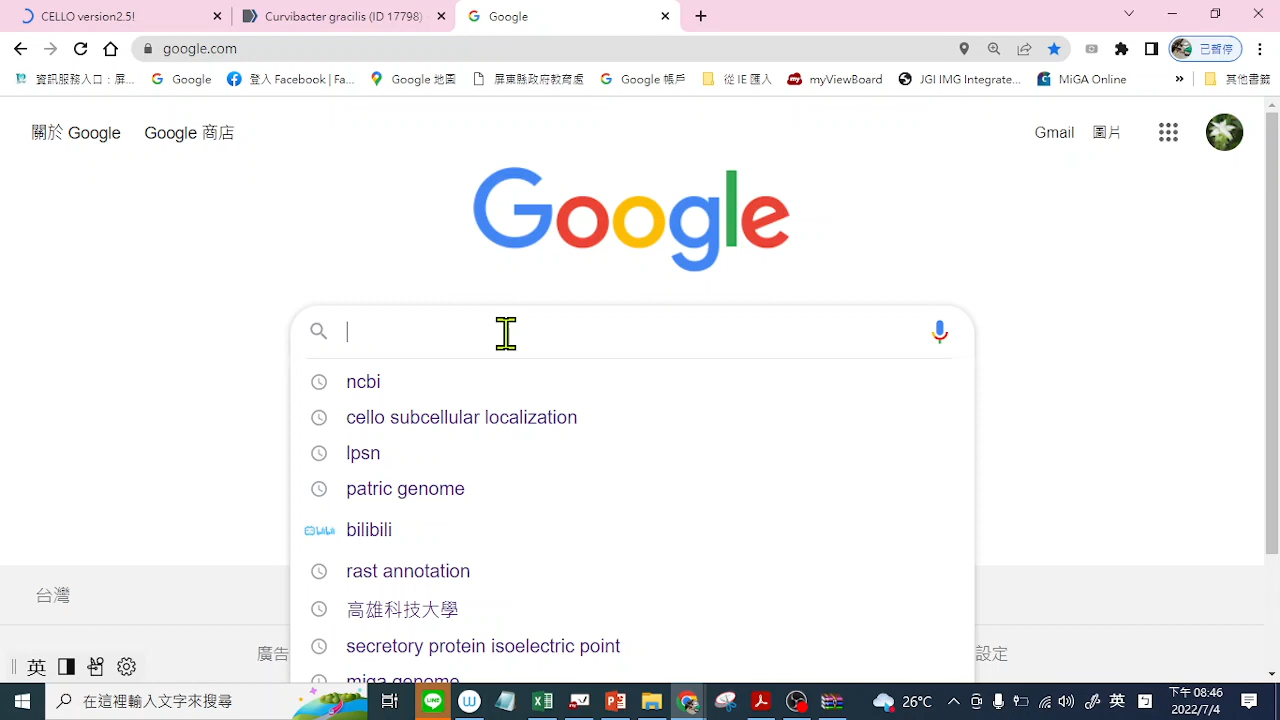 CELLO version.2.5!
Curvibacter gracilis (ID 17798)
Google
google.com
已暫停
資訊服務入口：屏...
Google
登入 Facebook | Fa...
Google 地圖
屏東縣政府教育處
Google 帳戶
從 IE 匯入
myViewBoard
JGI IMG Integrate...
MiGA Online
»
其他書籤
關於 Google
Google 商店
Gmail
圖片
Google
ncbi
cello subcellular localization
lpsn
patric genome
bilibili
rast annotation
高雄科技大學
secretory protein isoelectric point
miga genome
台灣
廣告
設定
英
在這裡輸入文字來搜尋
26°C
英
下午 08:46
2022/7/4